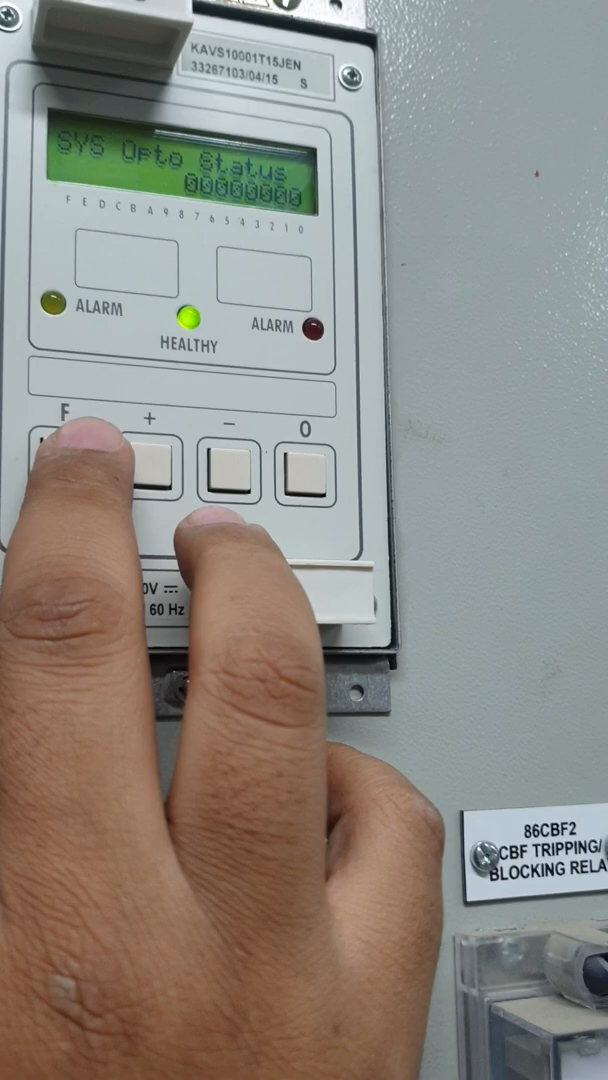 KAVS10001T15JEN
33267103/04/15 S
SYS Opto Status
00000000
F E D C B A 9 8 7 6 5 4 3 2 1 0
ALARM
ALARM
HEALTHY
F + − 0
0V
60 Hz
86CBF2
CBF TRIPPING/
BLOCKING RELA